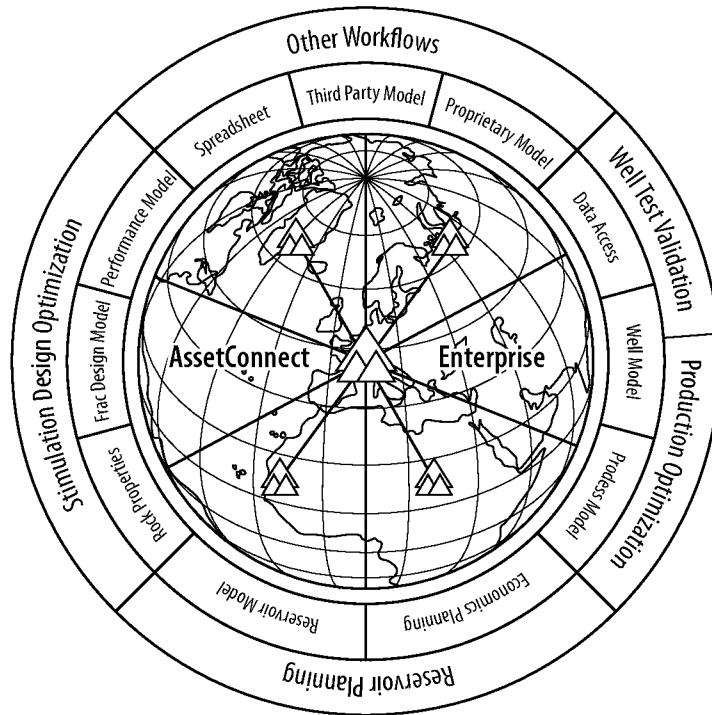 Other Workflows
Spreadsheet
Third Party Model
Proprietary Model
Well Test Validation
Data Access
Well Model
Production Optimization
Prodess Model
Economics Planning
Reservoir Planning
Reservoir Model
Rock Properties
Stimulation Design Optimization
Frac Design Model
Performance Model
AssetConnect
Enterprise